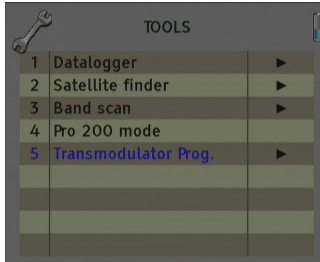 TOOLS
1 Datalogger ►
2 Satellite finder ►
3 Band scan ►
4 Pro 200 mode
5 Transmodulator Prog. ►